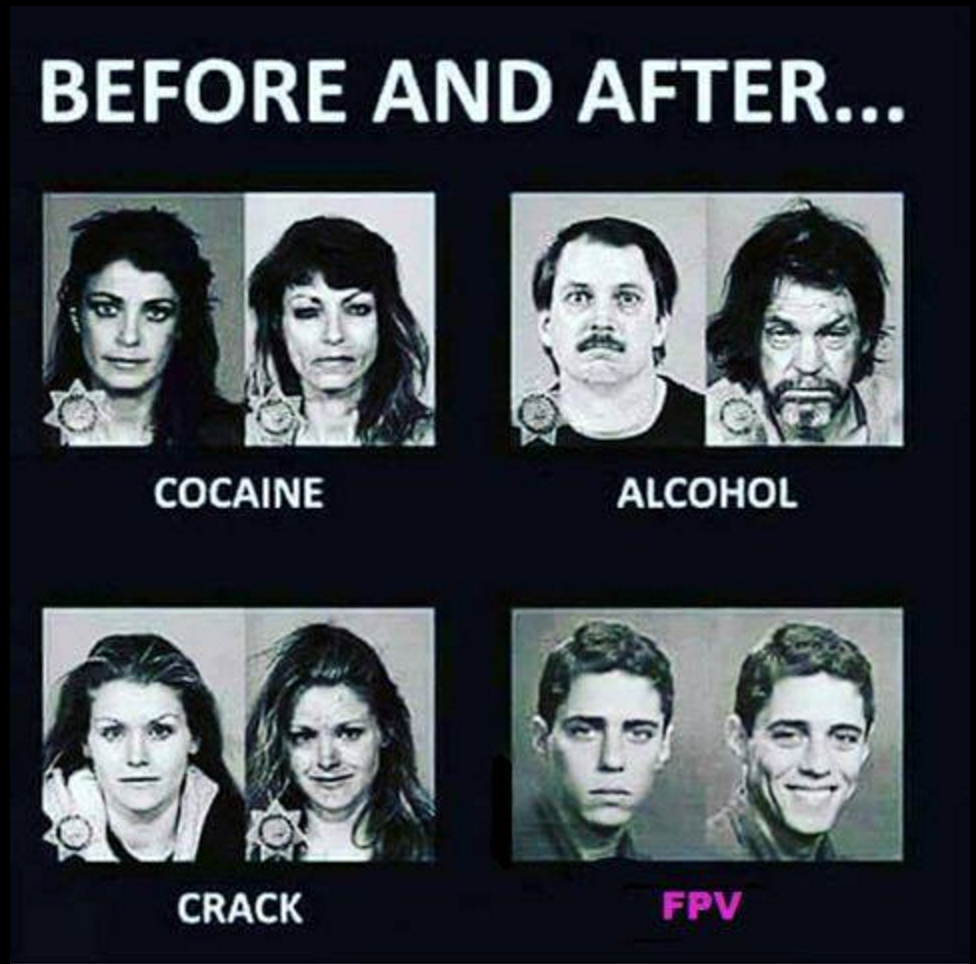 BEFORE AND AFTER...
COCAINE
ALCOHOL
CRACK
FPV